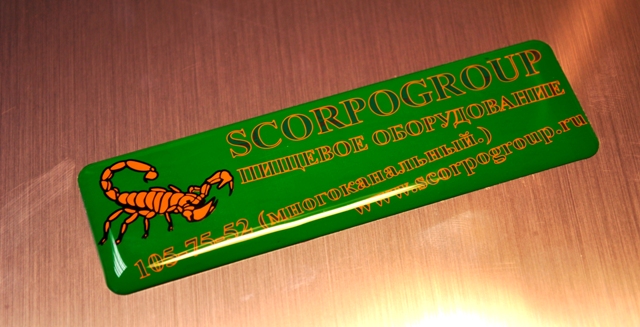 SCORPOGROUP
ПИЩЕВОЕ ОБОРУДОВАНИЕ
105-75-52 (многоканальный.)
www.scorpogroup.ru